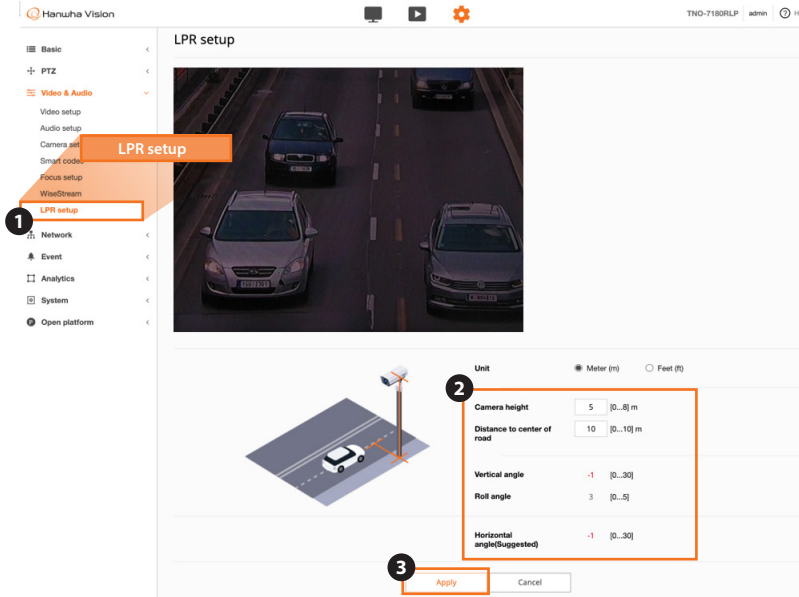 Hanwha Vision
TNO-7180RLP admin ? H
Basic
PTZ
Video & Audio
Video setup
Audio setup
Camera set
Smart codec
Focus setup
WiseStream
LPR setup
Network
Event
Analytics
System
Open platform
LPR setup
1
LPR setup
Unit
Meter (m)
Feet (ft)
2
Camera height 5 [0...8] m
Distance to center of
road
10 [0...10] m
Vertical angle -1 [0...30]
Roll angle 3 [0...5]
Horizontal
angle(Suggested)
-1 [0...30]
3
Apply
Cancel